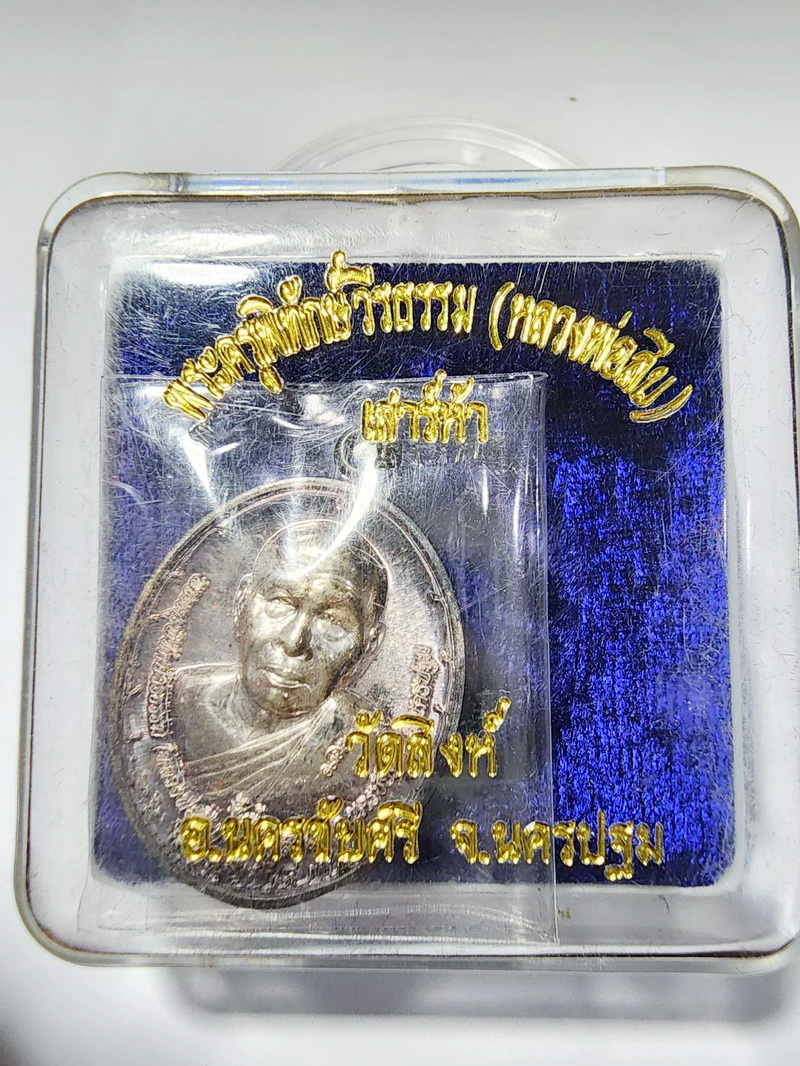 พระครูพิทักษ์วีรธรรม (หลวงพ่อสืบ)
เสาร์ห้า
วัดสิงห์
อ.นครชัยศรี จ.นครปฐม